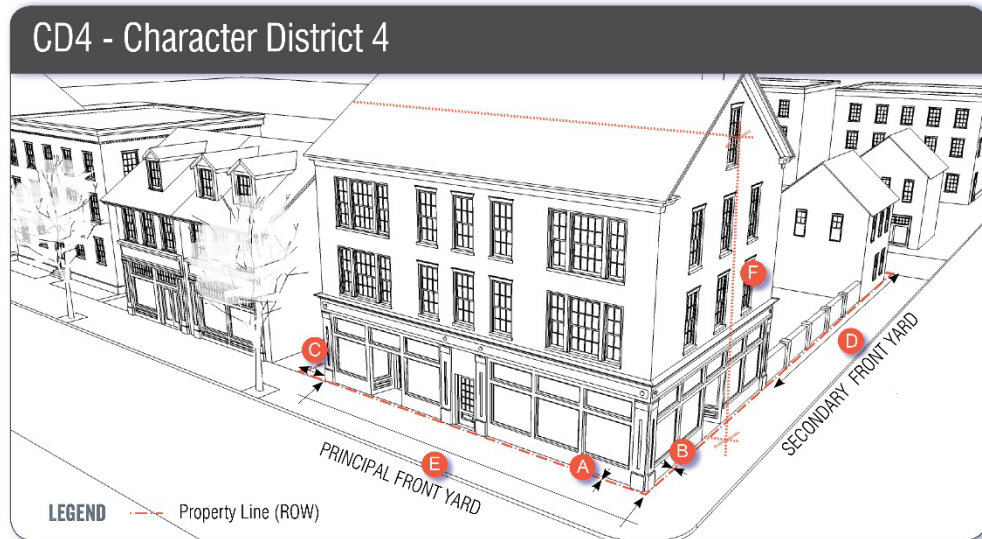 CD4 - Character District 4
F
C
D
SECONDARY FRONT YARD
B
A
E
PRINCIPAL FRONT YARD
LEGEND Property Line (ROW)